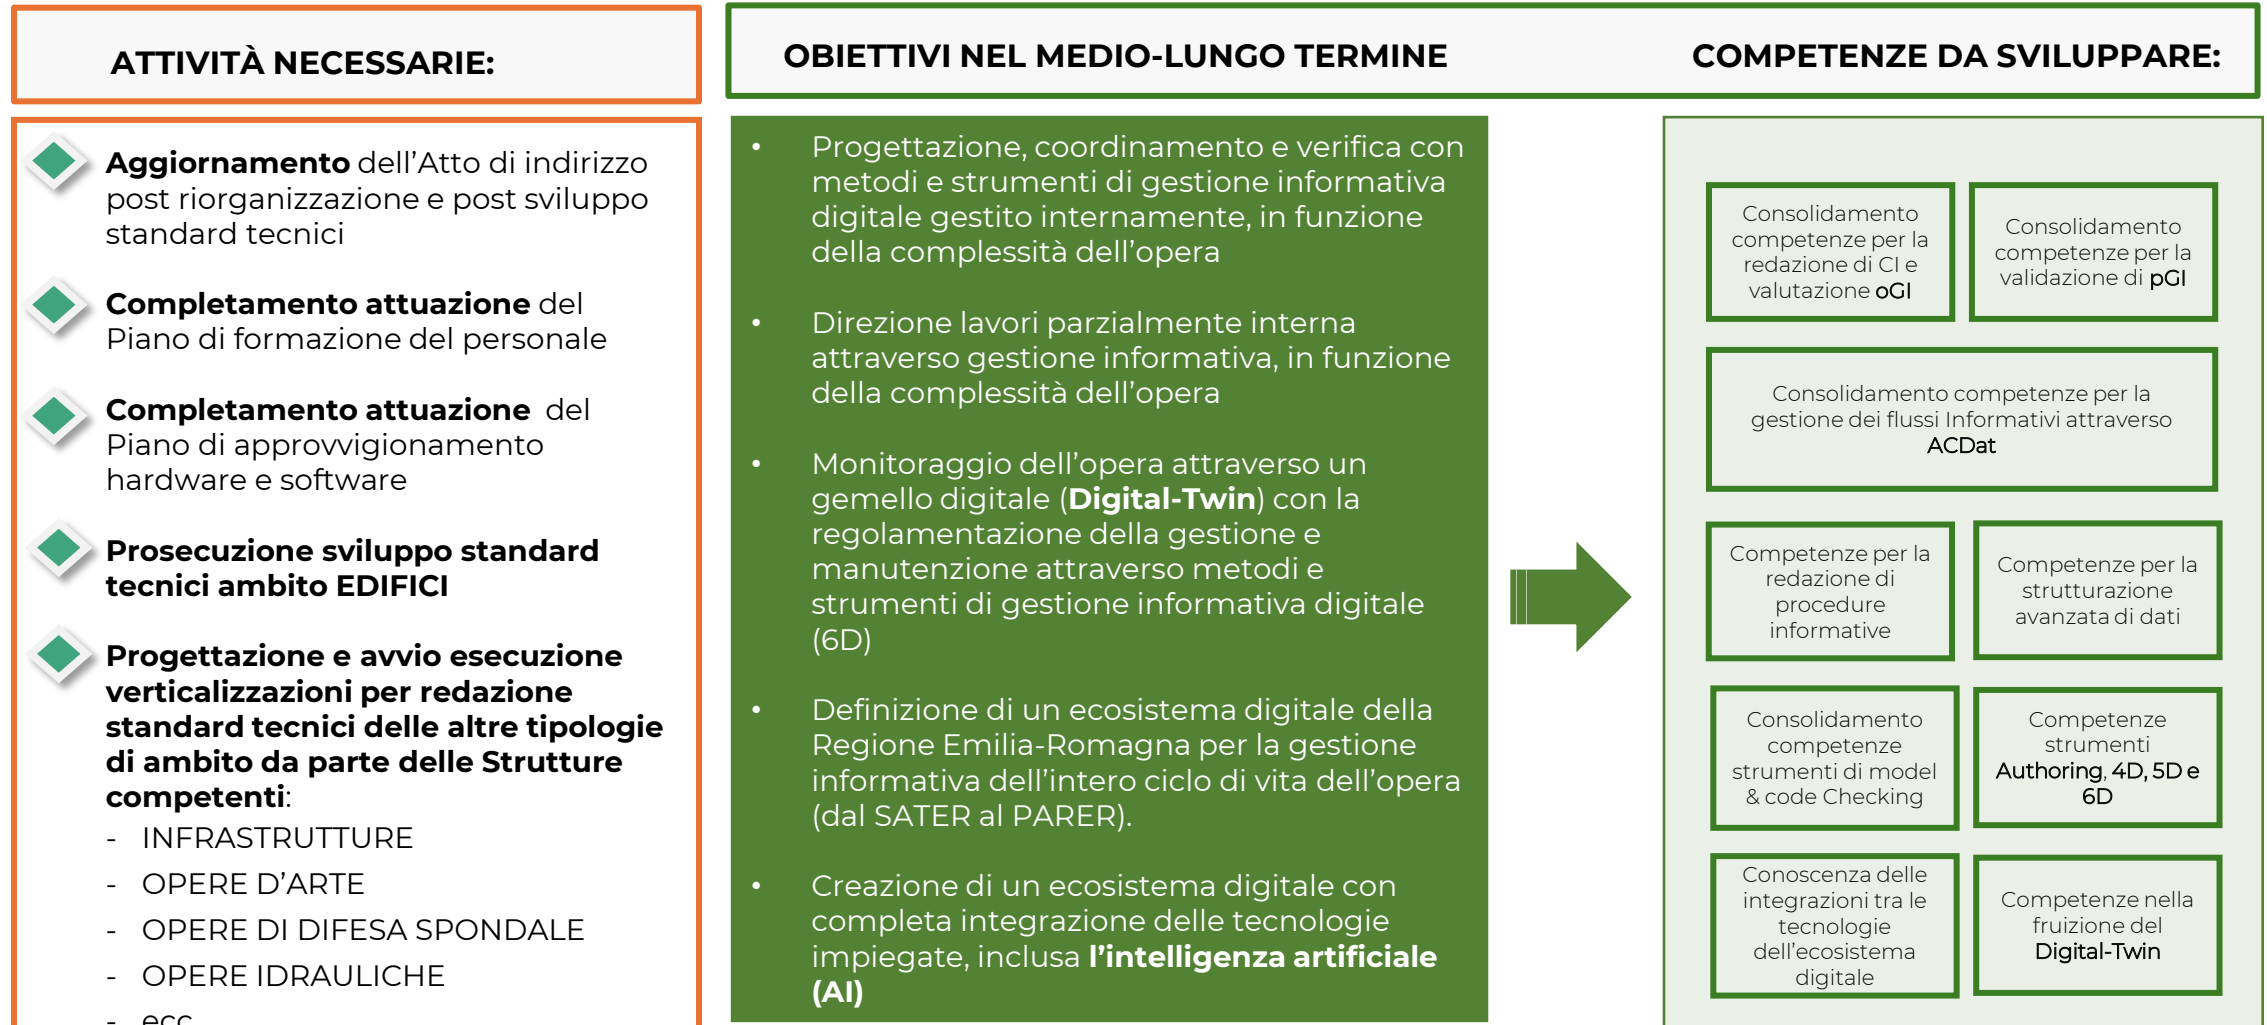 ATTIVITÀ NECESSARIE:
Aggiornamento dell'Atto di indirizzo
post riorganizzazione e post sviluppo
standard tecnici
Completamento attuazione del
Piano di formazione del personale
Completamento attuazione del
Piano di approvvigionamento
hardware e software
Prosecuzione sviluppo standard
tecnici ambito EDIFICI
Progettazione e avvio esecuzione
verticalizzazioni per redazione
standard tecnici delle altre tipologie
di ambito da parte delle Strutture
competenti:
- INFRASTRUTTURE
- OPERE D'ARTE
- OPERE DI DIFESA SPONDALE
- OPERE IDRAULICHE
- ecc
OBIETTIVI NEL MEDIO-LUNGO TERMINE
• Progettazione, coordinamento e verifica con
metodi e strumenti di gestione informativa
digitale gestito internamente, in funzione
della complessità dell'opera
• Direzione lavori parzialmente interna
attraverso gestione informativa, in funzione
della complessità dell'opera
• Monitoraggio dell'opera attraverso un
gemello digitale (Digital-Twin) con la
regolamentazione della gestione e
manutenzione attraverso metodi e
strumenti di gestione informativa digitale
(6D)
• Definizione di un ecosistema digitale della
Regione Emilia-Romagna per la gestione
informativa dell'intero ciclo di vita dell'opera
(dal SATER al PARER).
• Creazione di un ecosistema digitale con
completa integrazione delle tecnologie
impiegate, inclusa l'intelligenza artificiale
(AI)
COMPETENZE DA SVILUPPARE:
Consolidamento
competenze per la
redazione di CI e
valutazione oGI
Consolidamento
competenze per la
validazione di pGI
Consolidamento competenze per la
gestione dei flussi Informativi attraverso
ACDat
Competenze per la
redazione di
procedure
informative
Competenze per la
strutturazione
avanzata di dati
Consolidamento
competenze
strumenti di model
& code Checking
Competenze
strumenti
Authoring, 4D, 5D e
6D
Conoscenza delle
integrazioni tra le
tecnologie
dell'ecosistema
digitale
Competenze nella
fruizione del
Digital-Twin